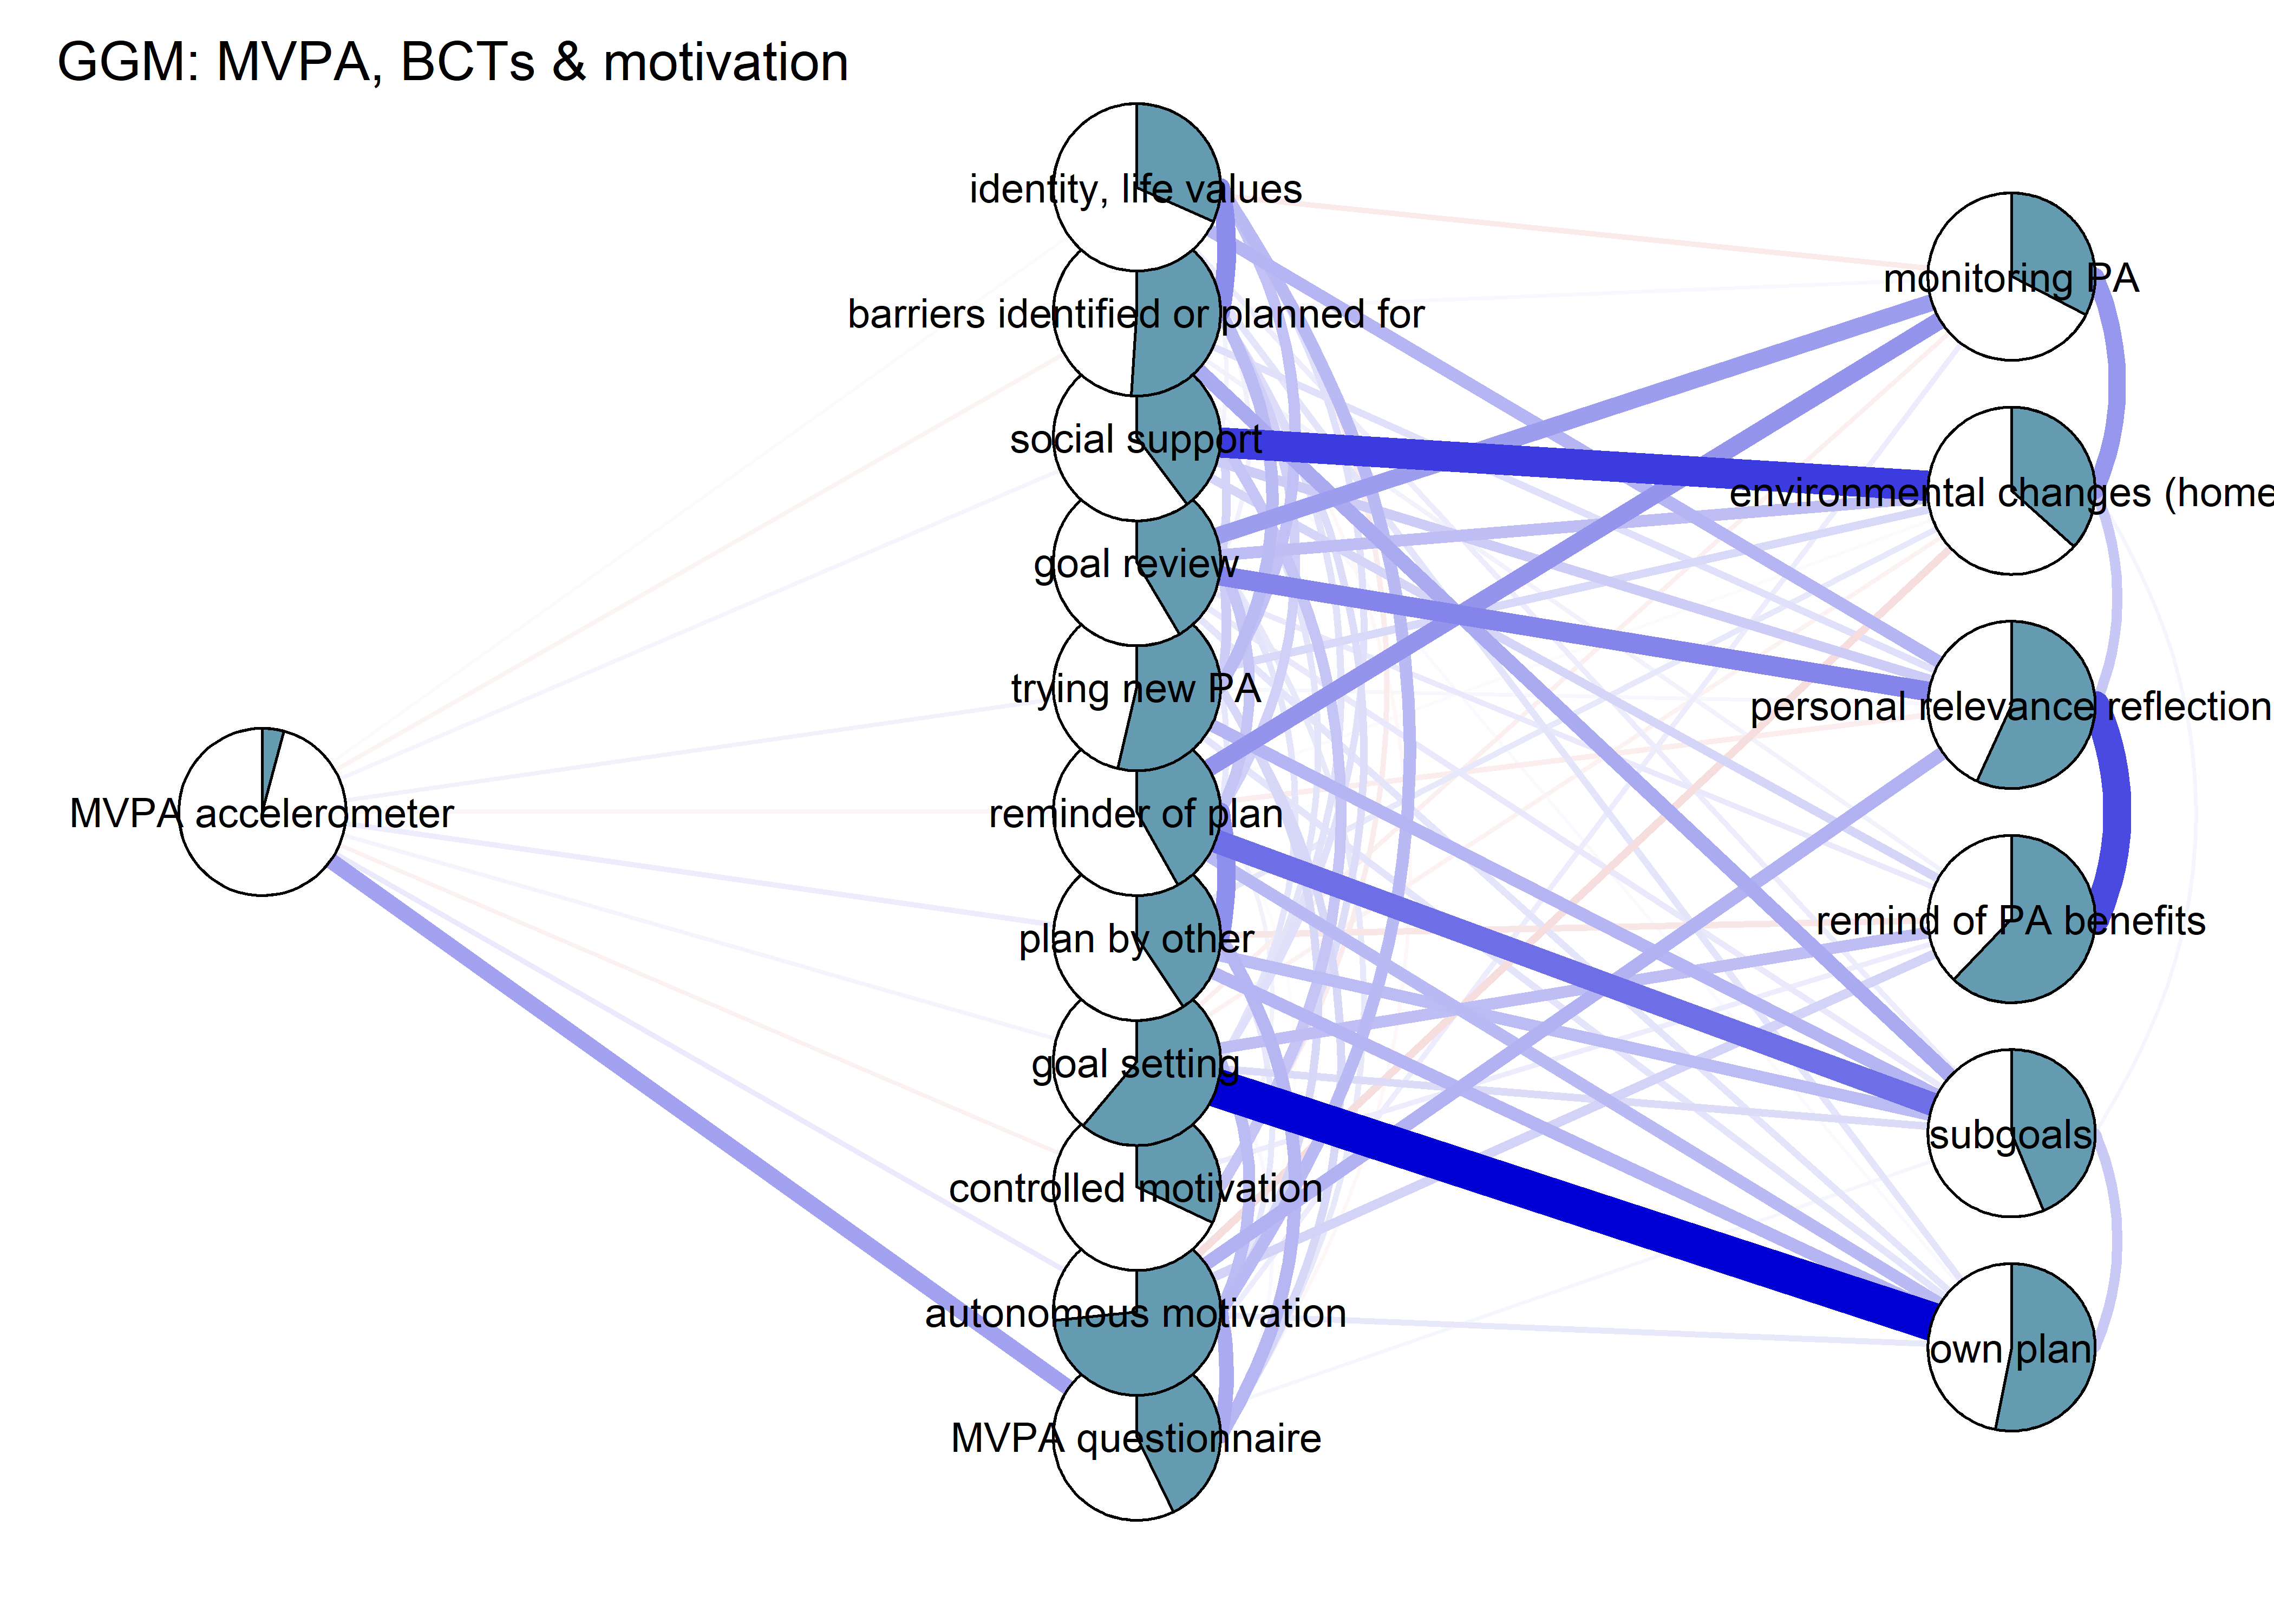 GGM: MVPA, BCTs & motivation
identity, life values
barriers identified or planned for
social support
goal review
trying new PA
reminder of plan
plan by other
goal setting
controlled motivation
autonomous motivation
MVPA questionnaire
MVPA accelerometer
monitoring PA
environmental changes (home
personal relevance reflection
remind of PA benefits
subgoals
own plan